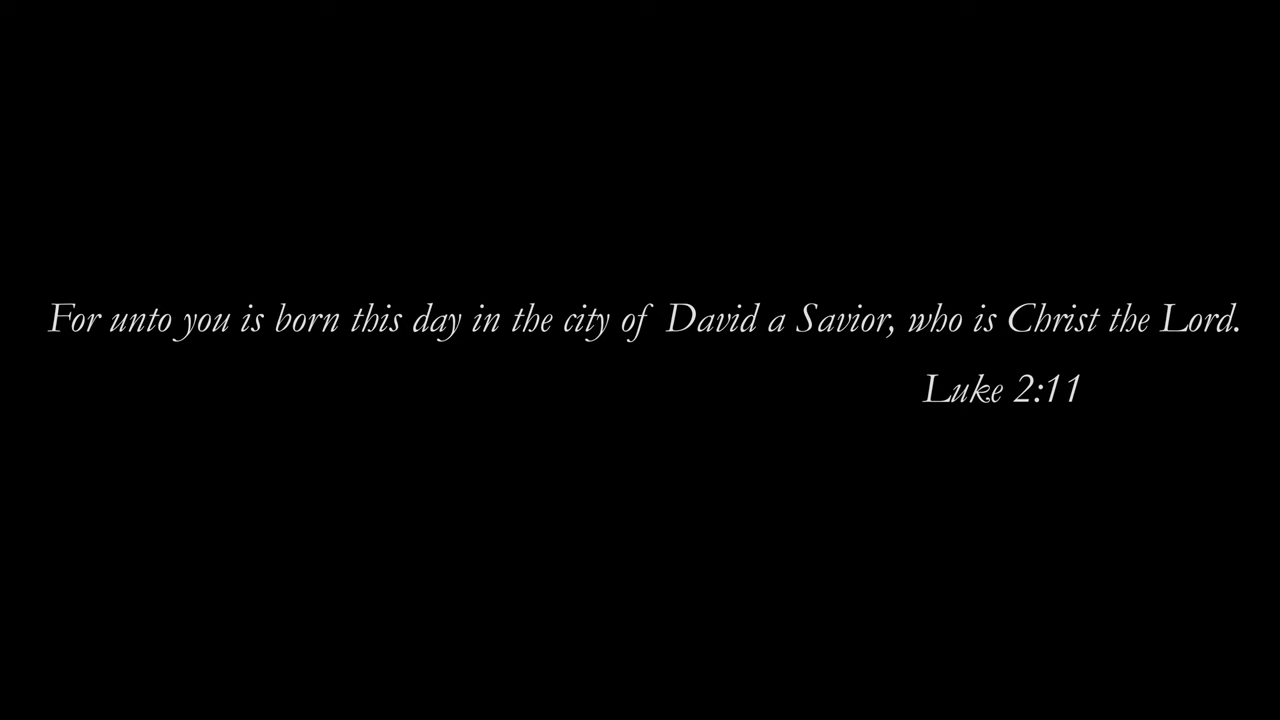 For unto you is born this day in the city of David a Savior, who is Christ the Lord.
Luke 2:11